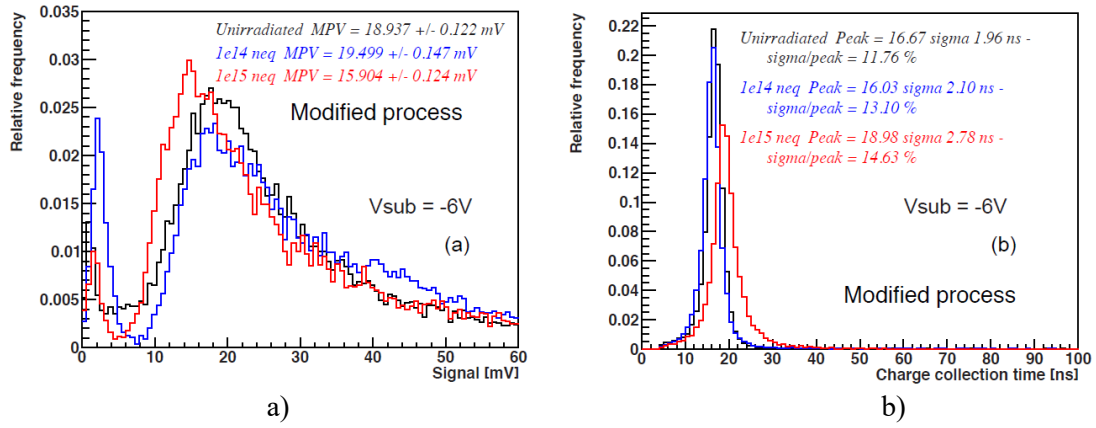 Relative frequency
0.035
0.03
0.025
0.02
0.015
0.01
0.005
0
0 10 20 30 40 50 60
Signal [mV]
Unirradiated MPV = 18.937 +/- 0.122 mV
1e14 neq MPV = 19.499 +/- 0.147 mV
1e15 neq MPV = 15.904 +/- 0.124 mV
Modified process
Vsub = -6V
(a)
a)
Relative frequency
0.22
0.2
0.18
0.16
0.14
0.12
0.1
0.08
0.06
0.04
0.02
0
0 10 20 30 40 50 60 70 80 90 100
Charge collection time [ns]
Unirradiated Peak = 16.67 sigma 1.96 ns -
sigma/peak = 11.76 %
1e14 neq Peak = 16.03 sigma 2.10 ns -
sigma/peak = 13.10 %
1e15 neq Peak = 18.98 sigma 2.78 ns -
sigma/peak = 14.63 %
Vsub = -6V
(b)
Modified process
b)